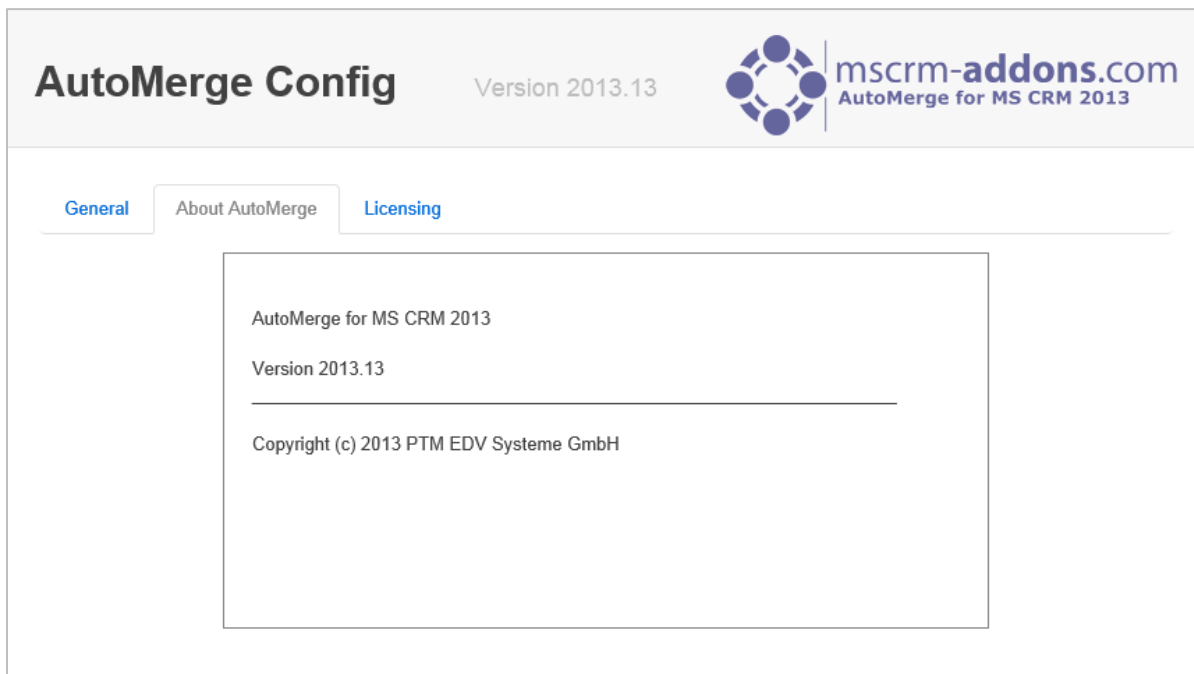 AutoMerge Config
Version 2013.13
mscrm-addons.com
AutoMerge for MS CRM 2013
General
About AutoMerge
Licensing
AutoMerge for MS CRM 2013
Version 2013.13
Copyright (c) 2013 PTM EDV Systeme GmbH